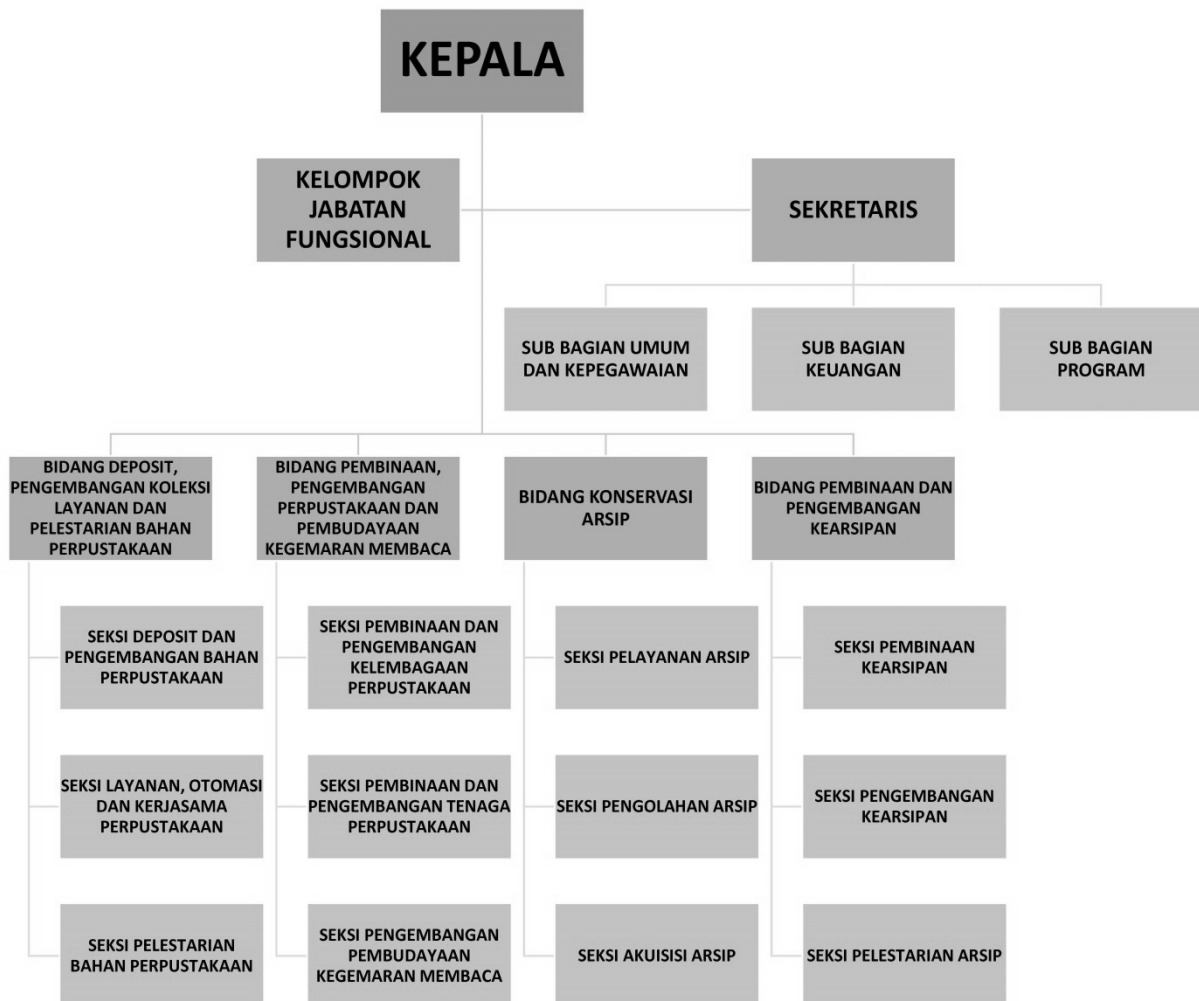 KEPALA
KELOMPOK
JABATAN
FUNGSIONAL
SEKRETARIS
SUB BAGIAN UMUM
DAN KEPEGAWAIAN
SUB BAGIAN
KEUANGAN
SUB BAGIAN
PROGRAM
BIDANG DEPOSIT,
PENGEMBANGAN KOLEKSI
LAYANAN DAN
PELESTARIAN BAHAN
PERPUSTAKAAN
BIDANG PEMBINAAN,
PENGEMBANGAN
PERPUSTAKAAN DAN
PEMBUDAYAAN
KEGEMARAN MEMBACA
BIDANG KONSERVASI
ARSIP
BIDANG PEMBINAAN DAN
PENGEMBANGAN
KEARSIPAN
SEKSI DEPOSIT DAN
PENGEMBANGAN BAHAN
PERPUSTAKAAN
SEKSI PEMBINAAN DAN
PENGEMBANGAN
KELEMBAGAAN
PERPUSTAKAAN
SEKSI PELAYANAN ARSIP
SEKSI PEMBINAAN
KEARSIPAN
SEKSI LAYANAN, OTOMASI
DAN KERJASAMA
PERPUSTAKAAN
SEKSI PEMBINAAN DAN
PENGEMBANGAN TENAGA
PERPUSTAKAAN
SEKSI PENGOLAHAN ARSIP
SEKSI PENGEMBANGAN
KEARSIPAN
SEKSI PELESTARIAN
BAHAN PERPUSTAKAAN
SEKSI PENGEMBANGAN
PEMBUDAYAAN
KEGEMARAN MEMBACA
SEKSI AKUISISI ARSIP
SEKSI PELESTARIAN ARSIP